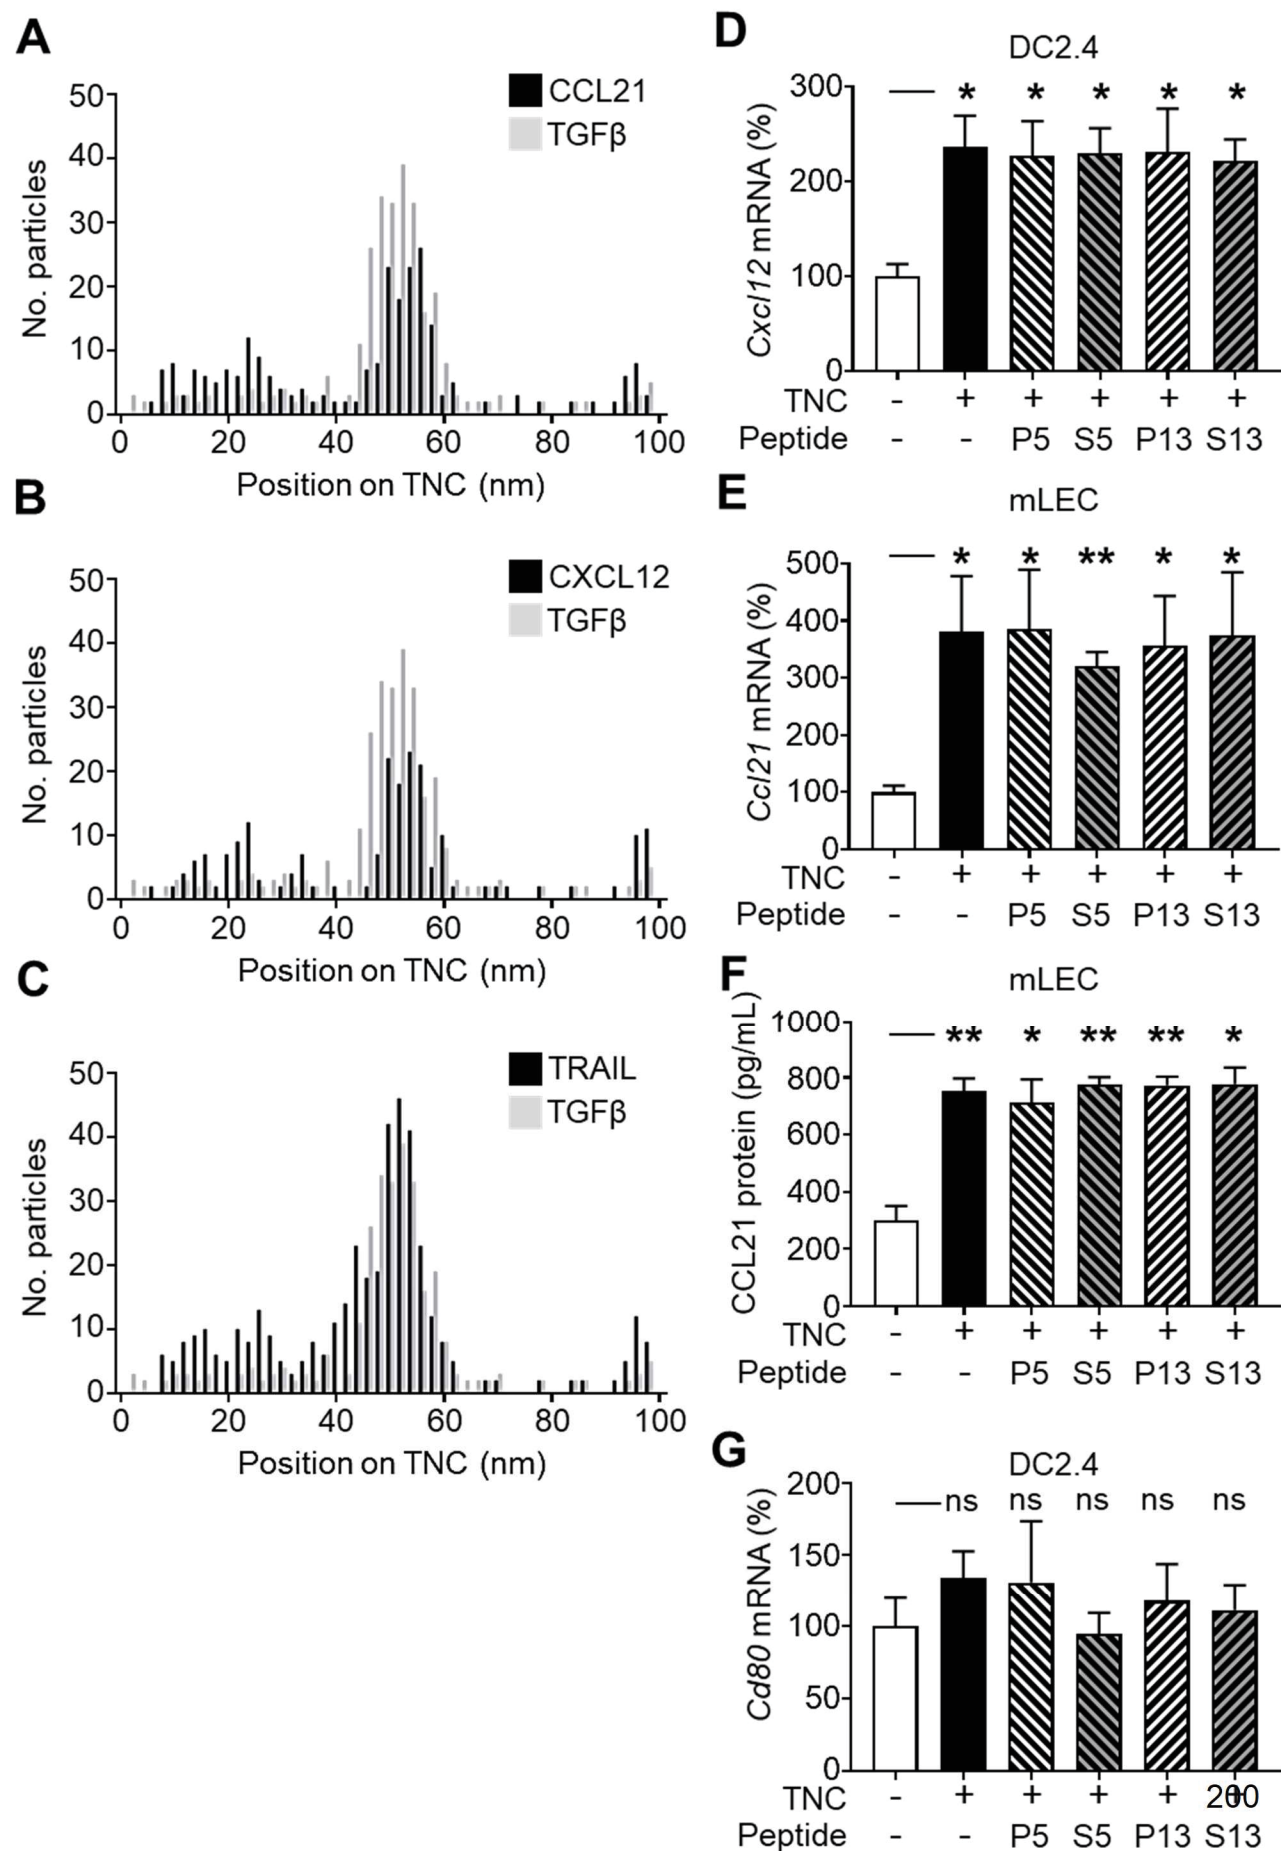 A
CCL21
TGFβ
50
40
30
20
10
0
No. particles
0 20 40 60 80 100
Position on TNC (nm)
B
CXCL12
TGFβ
50
40
30
20
10
0
No. particles
0 20 40 60 80 100
Position on TNC (nm)
C
TRAIL
TGFβ
50
40
30
20
10
0
No. particles
0 20 40 60 80 100
Position on TNC (nm)
D
DC2.4
300
200
100
0
Cxcl12 mRNA (%)
* * * * *
TNC - + + + + +
Peptide - - P5 S5 P13 S13
E
mLEC
500
400
300
200
100
0
Ccl21 mRNA (%)
* * ** * *
TNC - + + + + +
Peptide - - P5 S5 P13 S13
F
mLEC
1000
800
600
400
200
0
CCL21 protein (pg/mL)
** * ** ** *
TNC - + + + + +
Peptide - - P5 S5 P13 S13
G
DC2.4
200
150
100
50
0
Cd80 mRNA (%)
ns ns ns ns ns
TNC - + + + + +
200
Peptide - - P5 S5 P13 S13